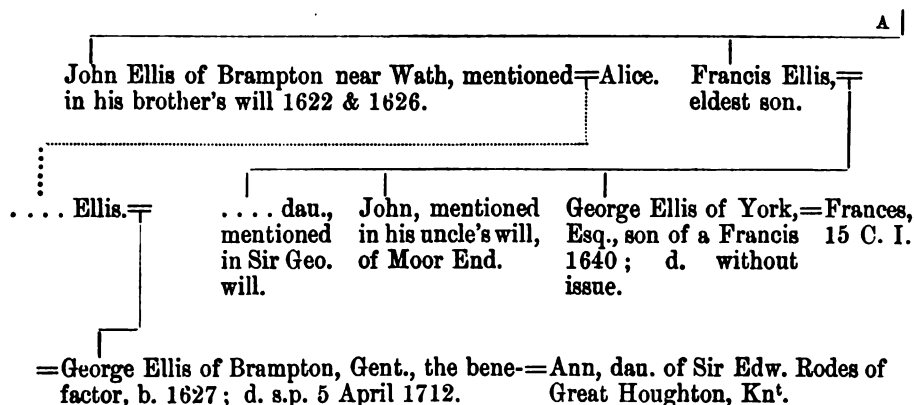 A
John Ellis of Brampton near Wath, mentioned=Alice.
in his brother's will 1622 & 1626.
Francis Ellis,=
eldest son.
. . . . Ellis.=
. . . . dau.,
mentioned
in Sir Geo.
will.
John, mentioned
in his uncle's will,
of Moor End.
George Ellis of York,=Frances,
Esq., son of a Francis 15 C. I.
1640; d. without
issue.
=George Ellis of Brampton, Gent., the bene-=Ann, dau. of Sir Edw. Rodes of
factor, b. 1627; d. s.p. 5 April 1712. Great Houghton, Knᵗ.